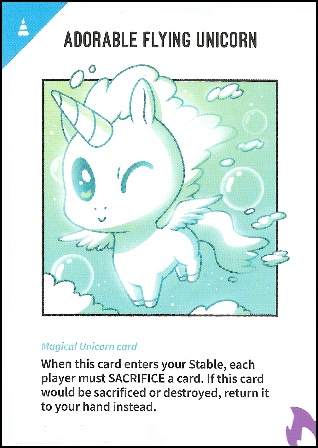 ADORABLE FLYING UNICORN
Magical Unicorn card
When this card enters your Stable, each
player must SACRIFICE a card. If this card
would be sacrificed or destroyed, return it
to your hand instead.